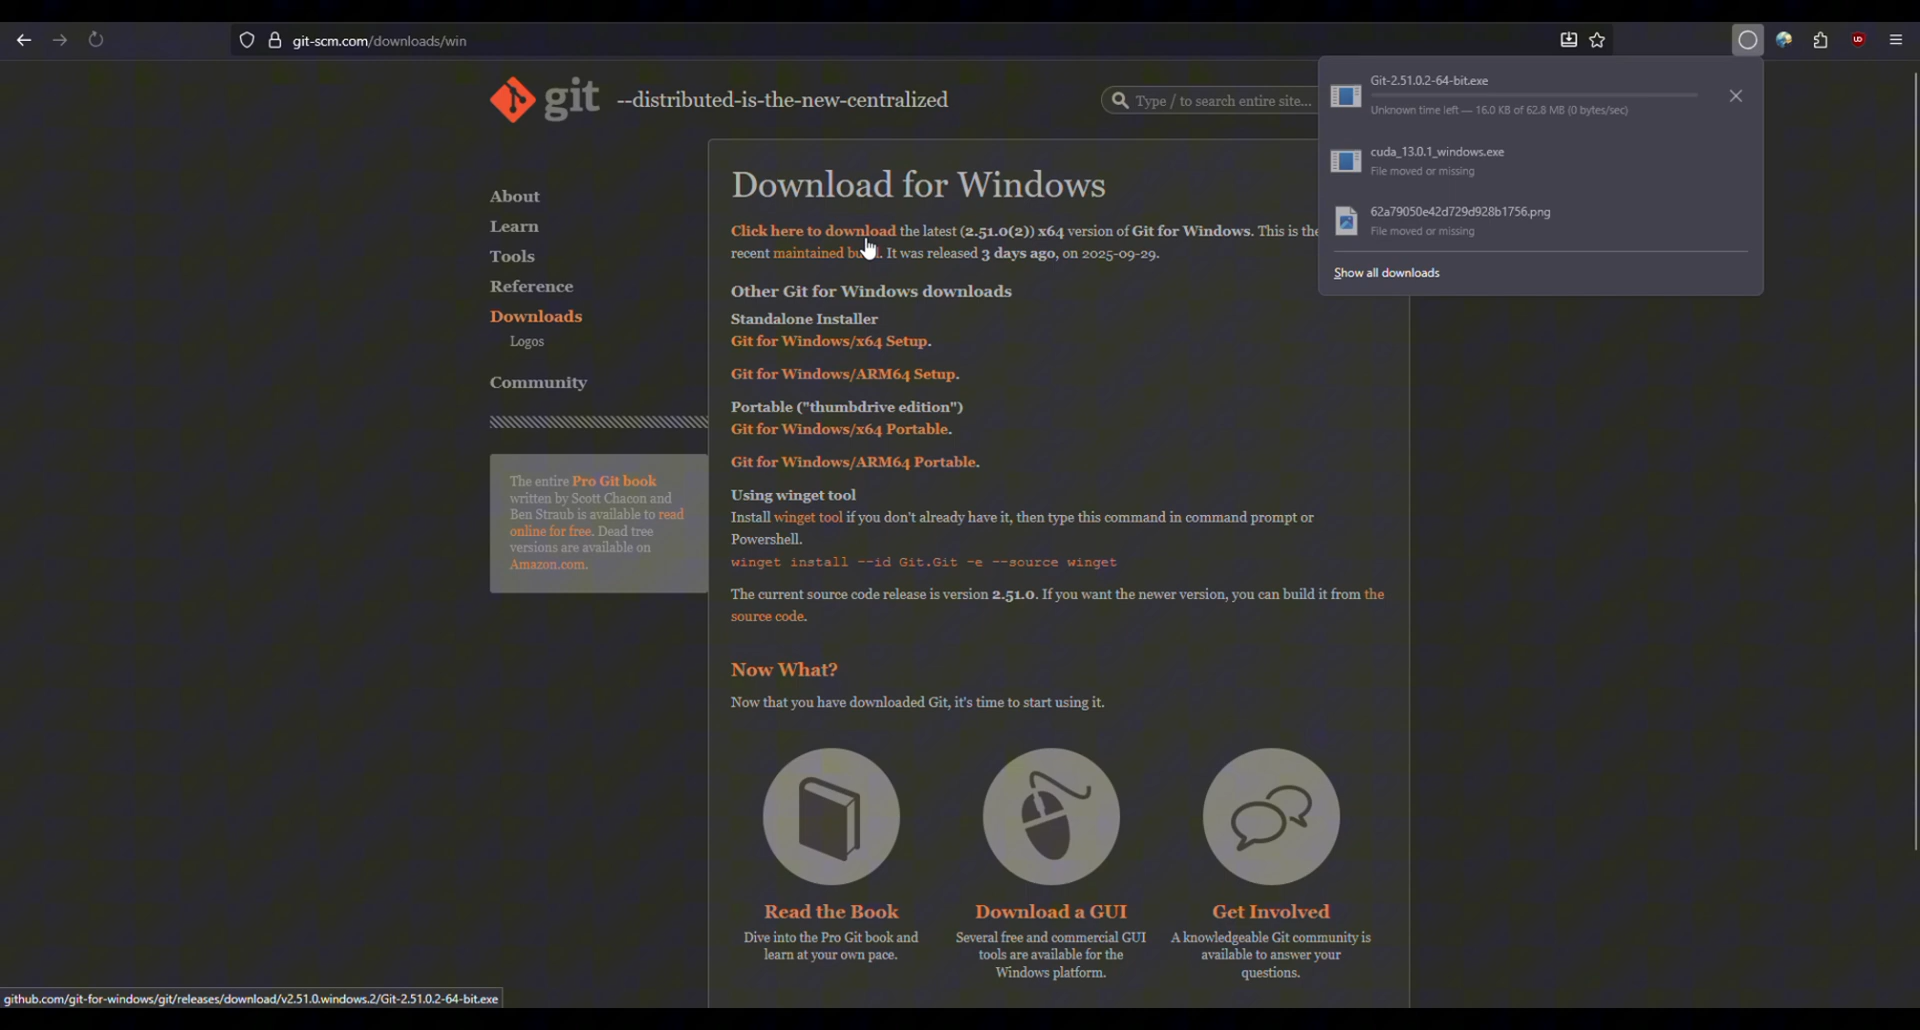 git-scm.com/downloads/win
git --distributed-is-the-new-centralized
Type / to search entire site...
Git-2.51.0.2-64-bit.exe
Unknown time left — 16.0 KB of 62.8 MB (0 bytes/sec)
cuda_13.0.1_windows.exe
File moved or missing
62a79050e42d729d928b1756.png
File moved or missing
Show all downloads
About
Learn
Tools
Reference
Downloads
Logos
Community
The entire Pro Git book
written by Scott Chacon and
Ben Straub is available to read
online for free. Dead tree
versions are available on
Amazon.com.
Download for Windows
Click here to download the latest (2.51.0(2)) x64 version of Git for Windows. This is the
recent maintained . It was released 3 days ago, on 2025-09-29.
Other Git for Windows downloads
Standalone Installer
Git for Windows/x64 Setup.
Git for Windows/ARM64 Setup.
Portable ("thumbdrive edition")
Git for Windows/x64 Portable.
Git for Windows/ARM64 Portable.
Using winget tool
Install winget tool if you don't already have it, then type this command in command prompt or
Powershell.
winget install --id Git.Git -e --source winget
The current source code release is version 2.51.0. If you want the newer version, you can build it from the
source code.
Now What?
Now that you have downloaded Git, it's time to start using it.
Read the Book
Dive into the Pro Git book and
learn at your own pace.
Download a GUI
Several free and commercial GUI
tools are available for the
Windows platform.
Get Involved
A knowledgeable Git community is
available to answer your
questions.
github.com/git-for-windows/git/releases/download/v2.51.0.windows.2/Git-2.51.0.2-64-bit.exe